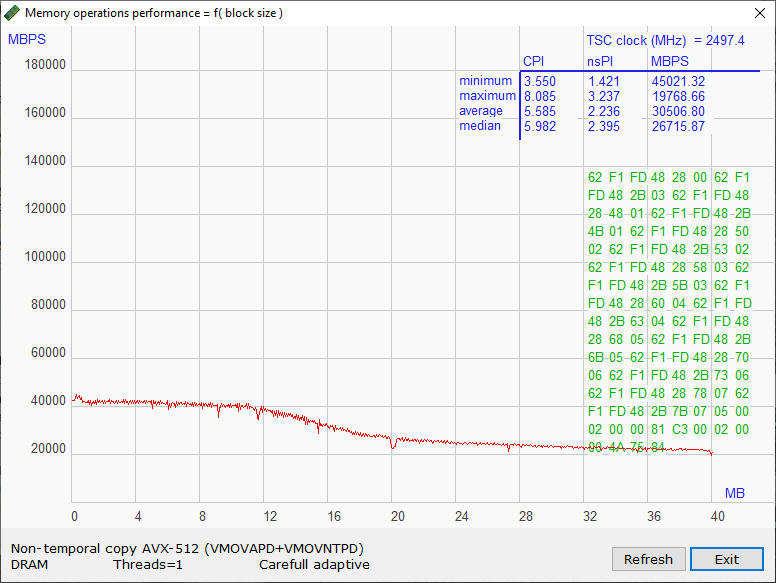 Memory operations performance = f( block size )
MBPS
TSC clock (MHz) = 2497.4
CPI nsPI MBPS
minimum 3.550 1.421 45021.32
maximum 8.085 3.237 19768.66
average 5.585 2.236 30506.80
median 5.982 2.395 26715.87
180000
160000
140000
120000
100000
80000
60000
40000
20000
62 F1 FD 48 28 00 62 F1
FD 48 2B 03 62 F1 FD 48
28 48 01 62 F1 FD 48 2B
4B 01 62 F1 FD 48 28 50
02 62 F1 FD 48 2B 53 02
62 F1 FD 48 28 58 03 62
F1 FD 48 2B 5B 03 62 F1
FD 48 28 60 04 62 F1 FD
48 2B 63 04 62 F1 FD 48
28 68 05 62 F1 FD 48 2B
6B 05 62 F1 FD 48 28 70
06 62 F1 FD 48 2B 73 06
62 F1 FD 48 28 78 07 62
F1 FD 48 2B 7B 07 05 00
02 00 00 81 C3 00 02 00
00 4A 75 84
MB
0 4 8 12 16 20 24 28 32 36 40
Non-temporal copy AVX-512 (VMOVAPD+VMOVNTPD)
DRAM Threads=1 Carefull adaptive
Refresh Exit